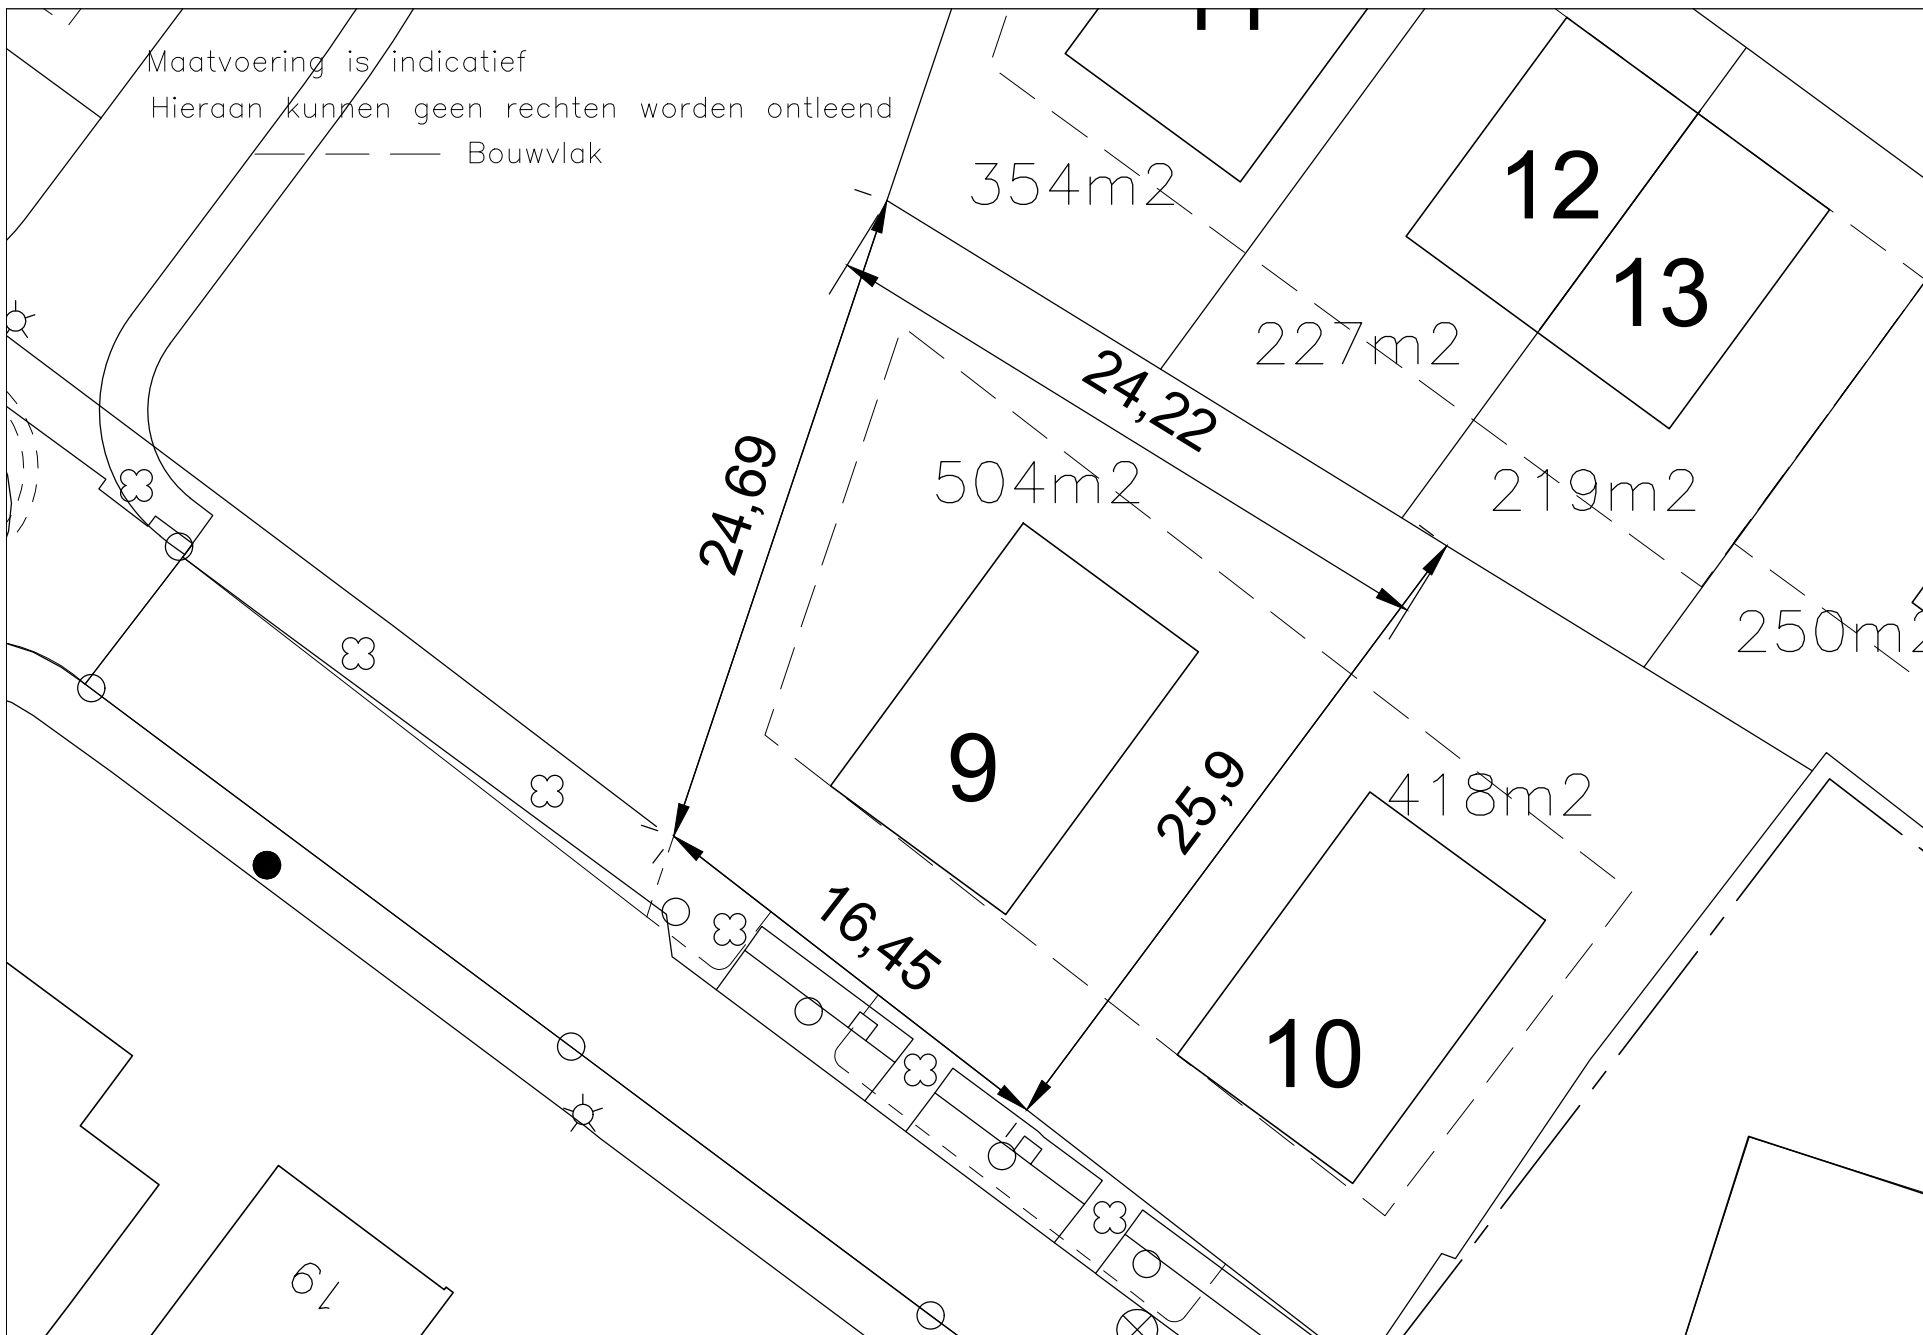 Maatvoering is indicatief
Hieraan kunnen geen rechten worden ontleend
Bouwvlak
354m2
12
13
227m2
24,22
24,69
504m2
219m2
250m2
9
25,9
418m2
16,45
10
19